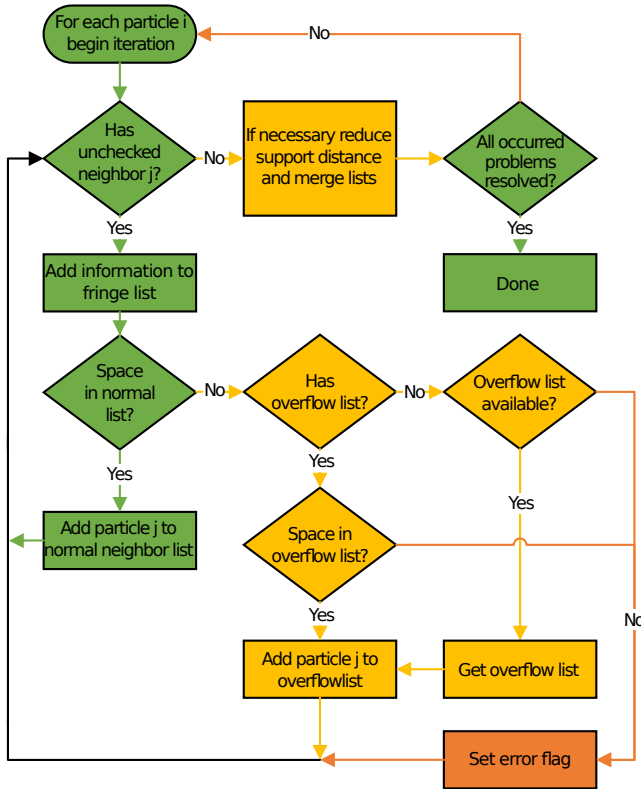 For each particle i
begin iteration
No
Has
unchecked
neighbor j?
No
If necessary reduce
support distance
and merge lists
All occurred
problems
resolved?
Yes
Yes
Add information to
fringe list
Done
Space
in normal
list?
No
Has
overflow list?
No
Overflow list
available?
Yes
Yes
Yes
Add particle j to
normal neighbor list
Space in
overflow list?
Yes
No
Add particle j to
overflowlist
Get overflow list
Set error flag